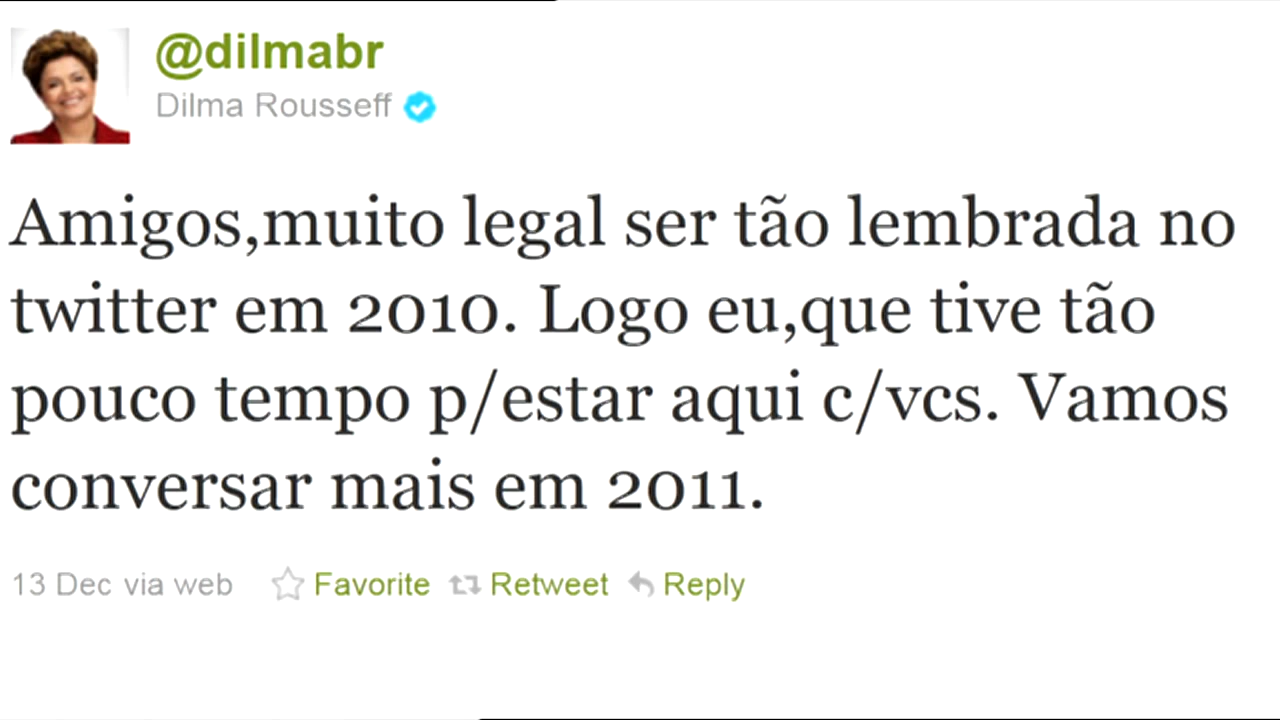 @dilmabr
Dilma Rousseff
Amigos,muito legal ser tão lembrada no
twitter em 2010. Logo eu,que tive tão
pouco tempo p/estar aqui c/vcs. Vamos
conversar mais em 2011.
13 Dec via web Favorite Retweet Reply